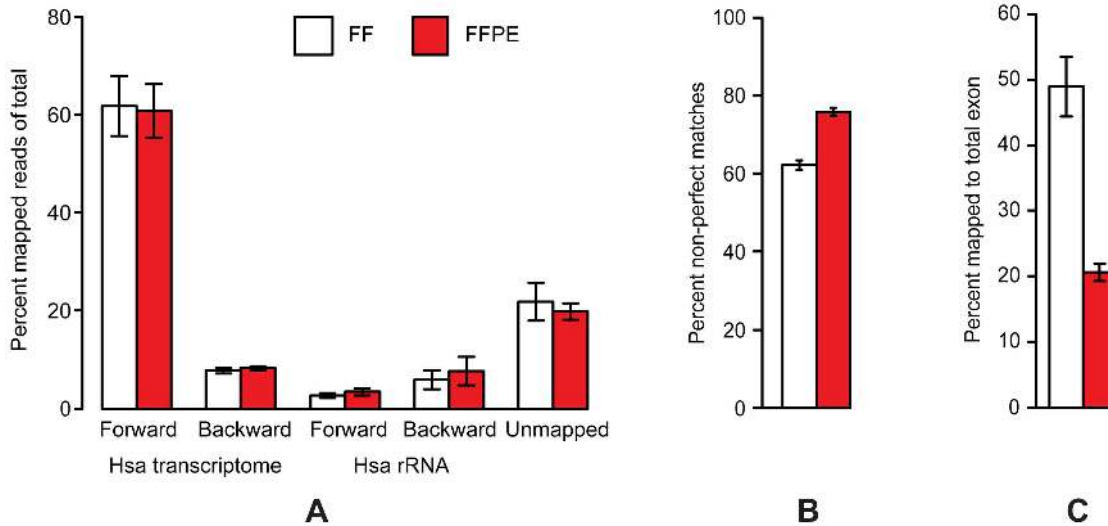 Percent mapped reads of total
80
60
40
20
0
FF
FFPE
Forward
Backward
Forward
Backward
Unmapped
Hsa transcriptome
Hsa rRNA
A
Percent non-perfect matches
100
80
60
40
20
0
B
Percent mapped to total exon
60
50
40
30
20
10
0
C